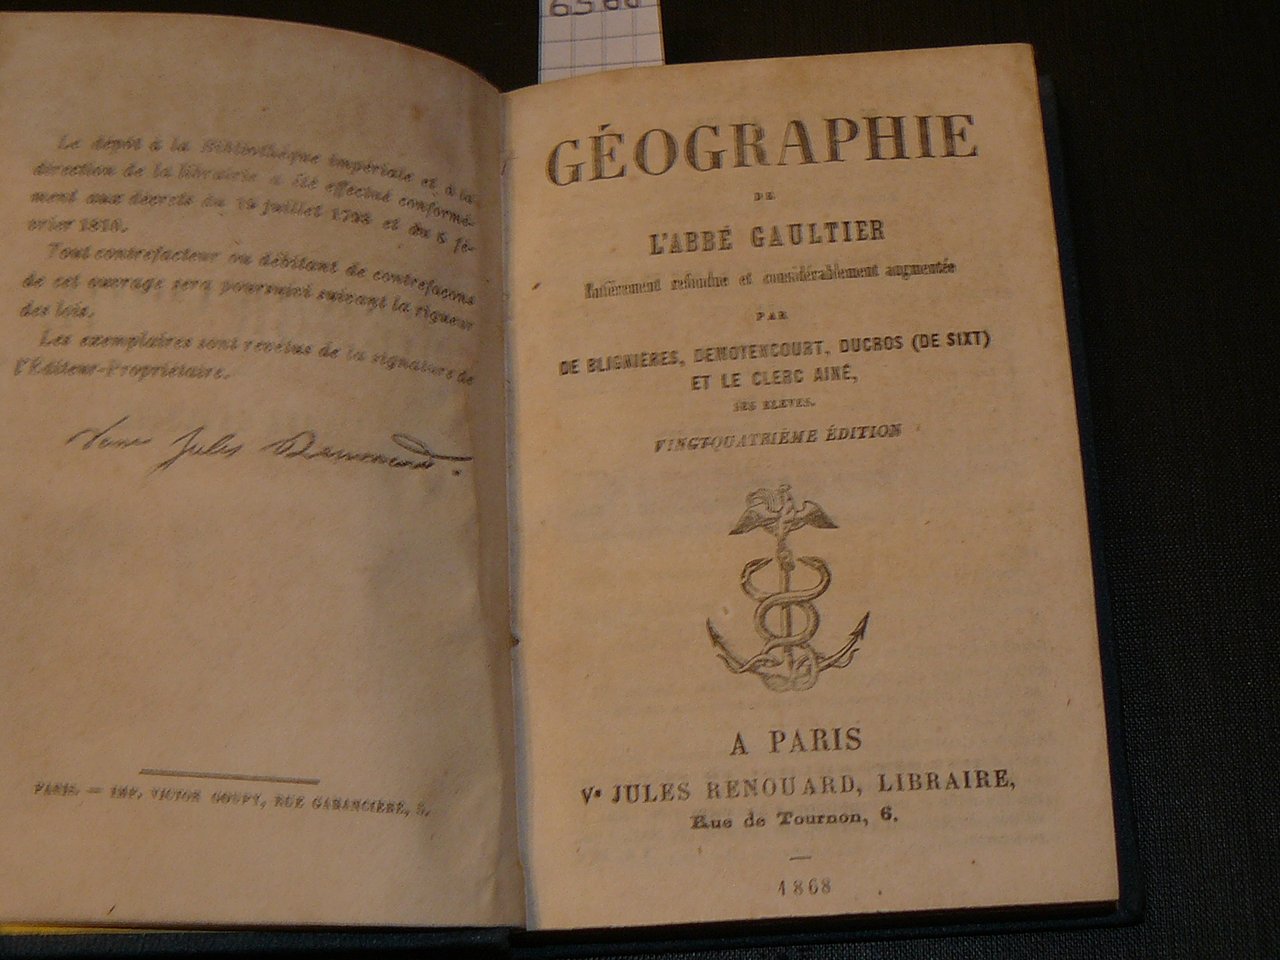 Le dépôt à la Bibliothèque impériale et à la
direction de la librairie a été effectué conformé-
ment aux décrets du 19 juillet 1793 et du 5 fé-
vrier 1810.
Tout contrefacteur ou débitant de contrefaçons
de cet ouvrage sera poursuivi suivant la rigueur
des lois.
Les exemplaires sont revêtus de la signature de
l'Éditeur-Propriétaire.
Jules Renouard.
PARIS. — IMP. VICTOR GOUPY, RUE GARANCIÈRE, 5.
GÉOGRAPHIE
DE
L'ABBÉ GAULTIER
Entièrement refondue et considérablement augmentée
PAR
DE BLIGNIÈRES, DEMOYENCOURT, DUCROS (DE SIXT)
ET LE CLERC AINÉ,
SES ÉLÈVES.
VINGT-QUATRIÈME ÉDITION
A PARIS
Ve JULES RENOUARD, LIBRAIRE,
Rue de Tournon, 6.
1868